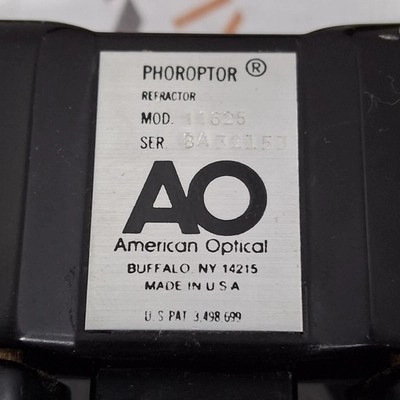 PHOROPTOR ®
REFRACTOR
MOD. 11625
SER.
AO
American Optical
BUFFALO, NY 14215
MADE IN U S A
U S PAT 3,498,699